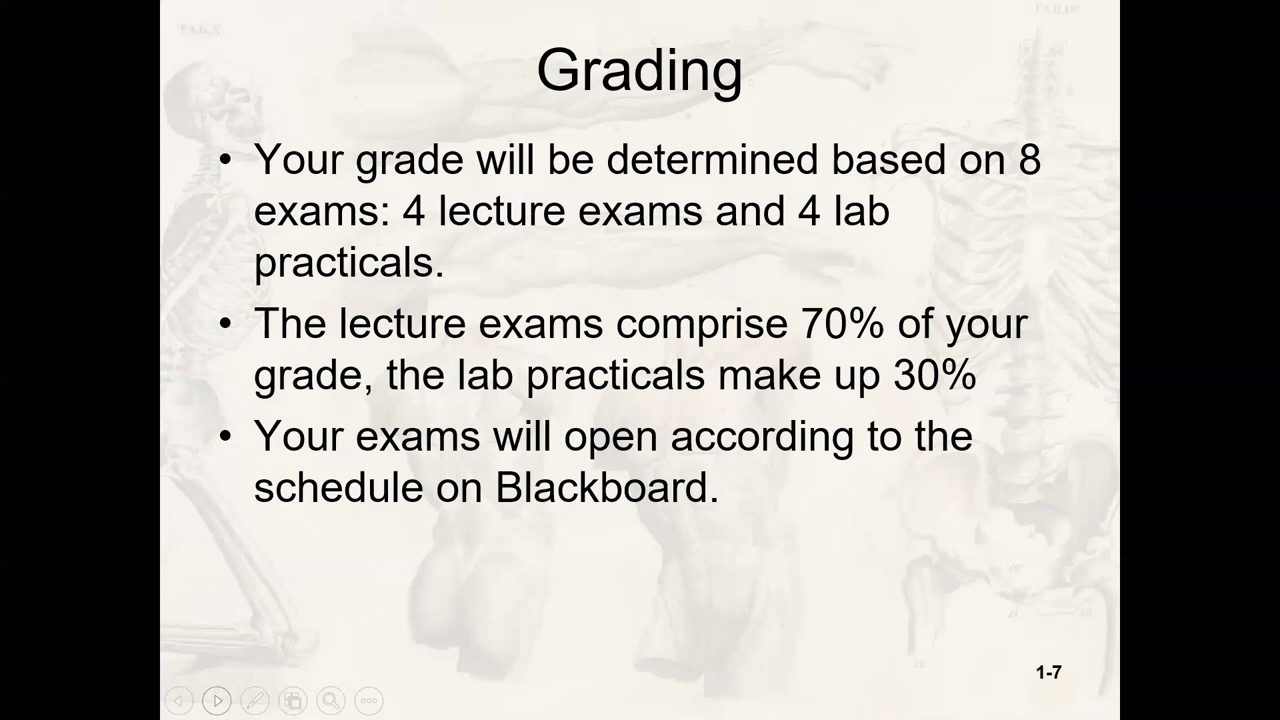 Grading
• Your grade will be determined based on 8
exams: 4 lecture exams and 4 lab
practicals.
• The lecture exams comprise 70% of your
grade, the lab practicals make up 30%
• Your exams will open according to the
schedule on Blackboard.
1-7